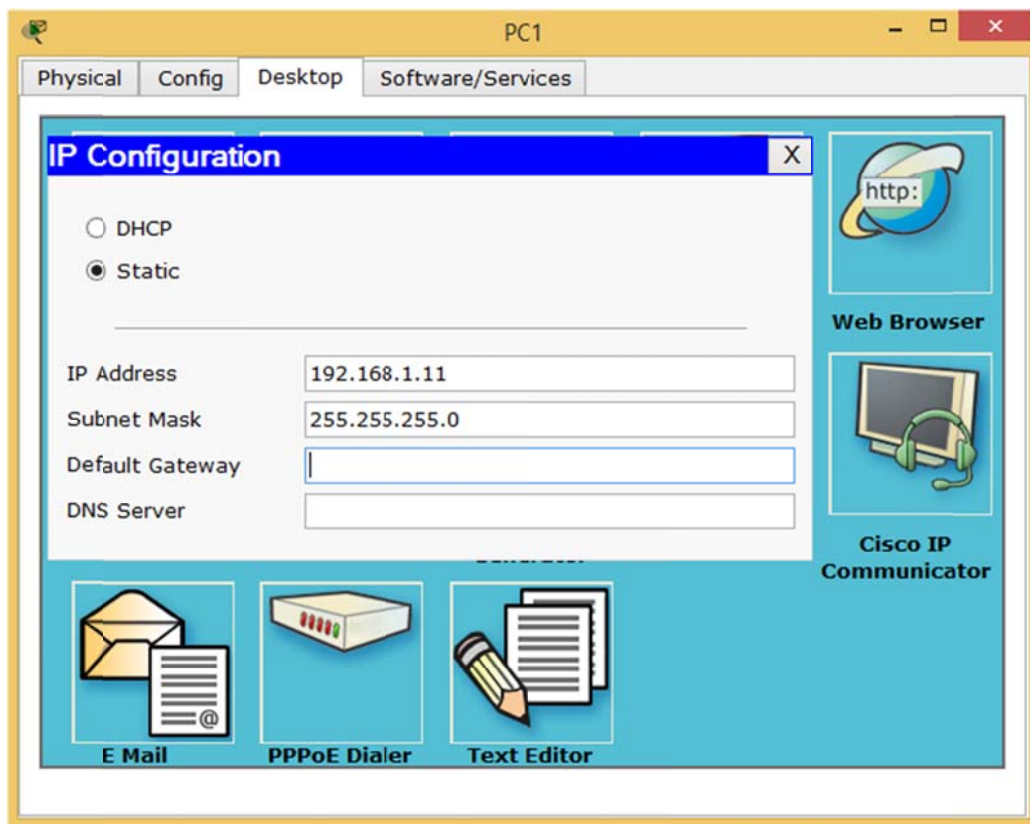 PC1
Physical Config Desktop Software/Services
IP Configuration X
http:
DHCP
Static
Web Browser
IP Address 192.168.1.11
Subnet Mask 255.255.255.0
Default Gateway
DNS Server
Cisco IP
Communicator
@
E Mail PPPoE Dialer Text Editor